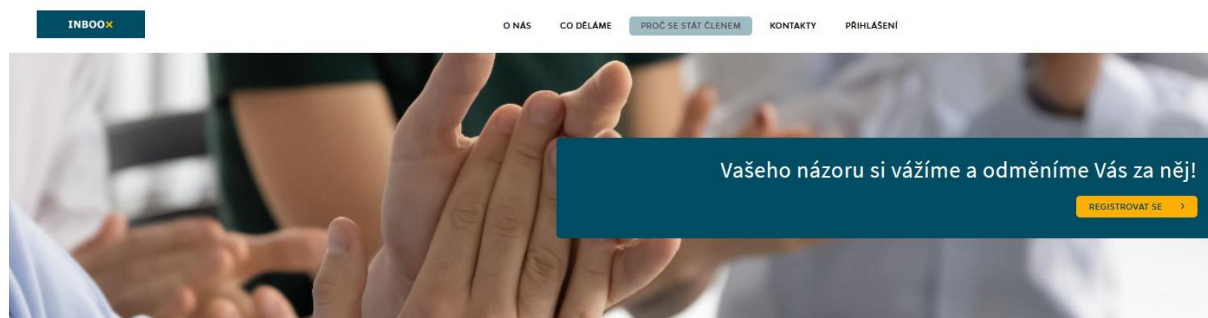 INBOOX
O NÁS
CO DĚLÁME
PROČ SE STÁT ČLENEM
KONTAKTY
PŘIHLÁŠENÍ
Vašeho názoru si vážíme a odměníme Vás za něj!
REGISTROVAT SE >